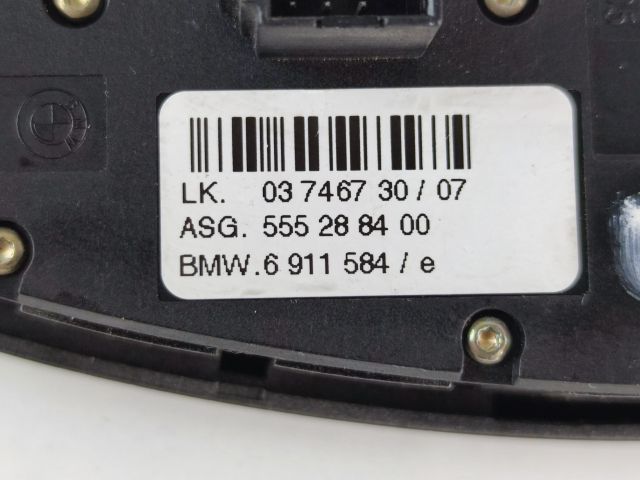 LK. 03 7467 30 / 07
ASG. 555 28 84 00
BMW. 6 911 584 / e